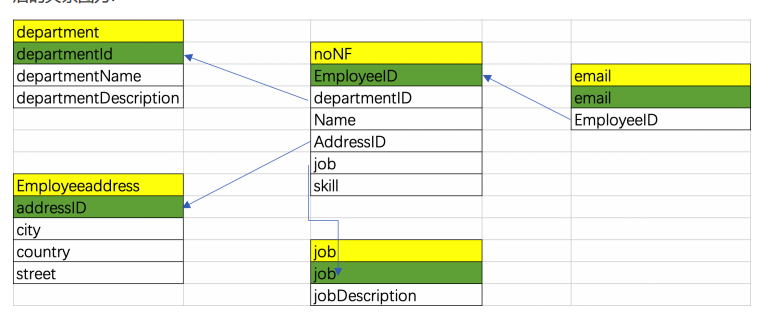 department
departmentId
departmentName
departmentDescription
noNF
EmployeeID
departmentID
Name
AddressID
job
skill
email
email
EmployeeID
Employeeaddress
addressID
city
country
street
job
job
jobDescription